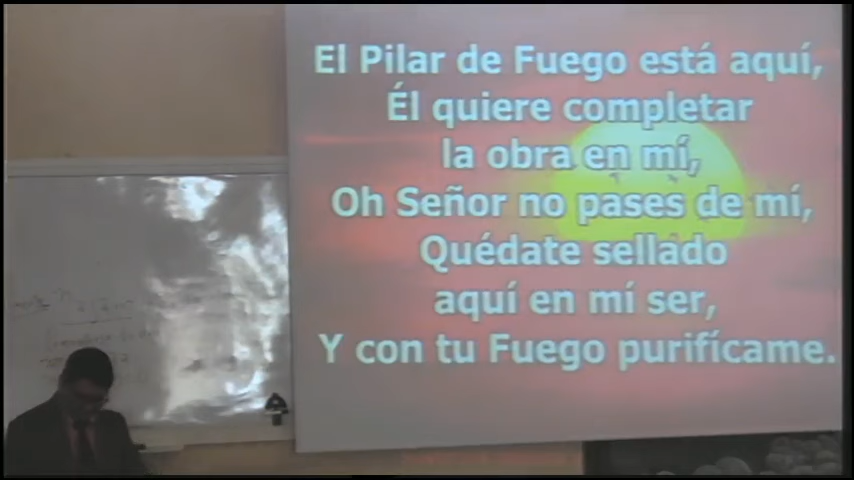 El Pilar de Fuego está aquí,
Él quiere completar
la obra en mí,
Oh Señor no pases de mí,
Quédate sellado
aquí en mí ser,
Y con tu Fuego purifícame.